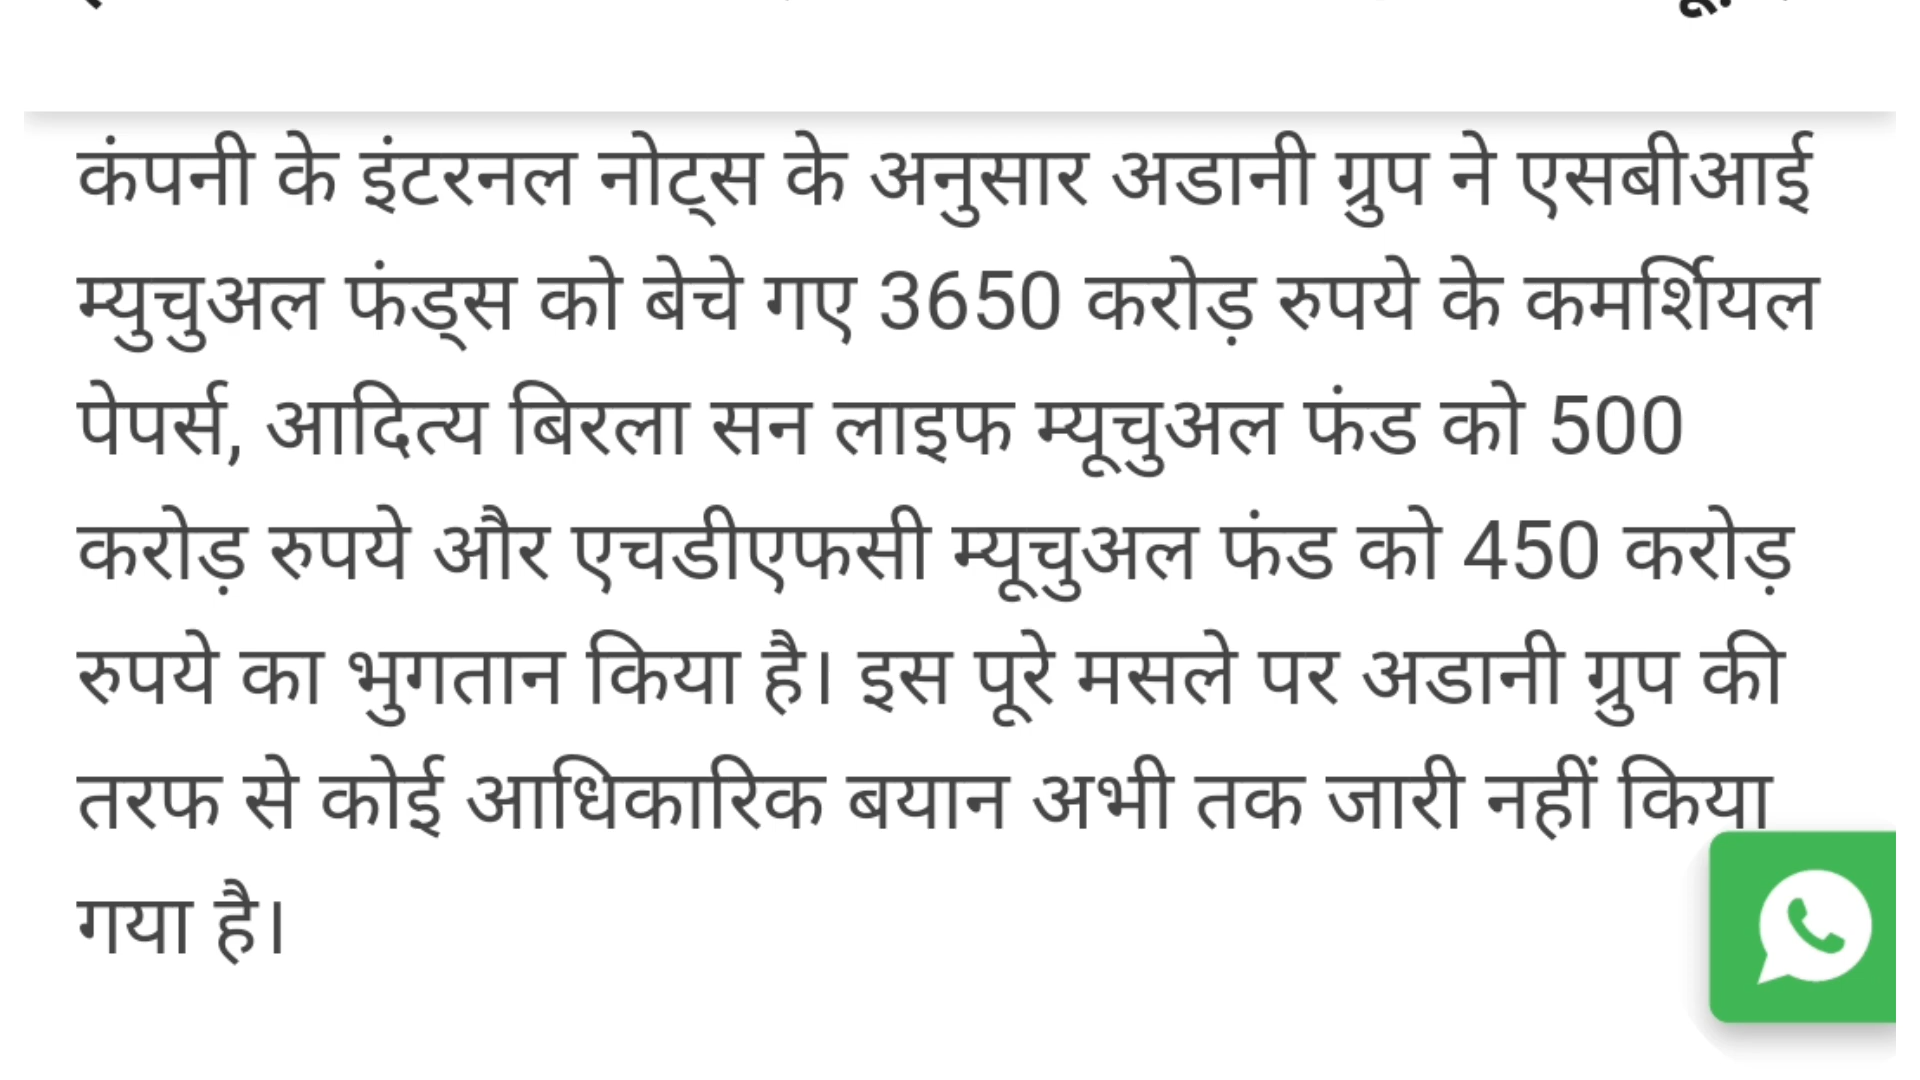 कंपनी के इंटरनल नोट्स के अनुसार अडानी ग्रुप ने एसबीआई
म्युचुअल फंड्स को बेचे गए 3650 करोड़ रुपये के कमर्शियल
पेपर्स, आदित्य बिरला सन लाइफ म्यूचुअल फंड को 500
करोड़ रुपये और एचडीएफसी म्यूचुअल फंड को 450 करोड़
रुपये का भुगतान किया है। इस पूरे मसले पर अडानी ग्रुप की
तरफ से कोई आधिकारिक बयान अभी तक जारी नहीं किया
गया है।